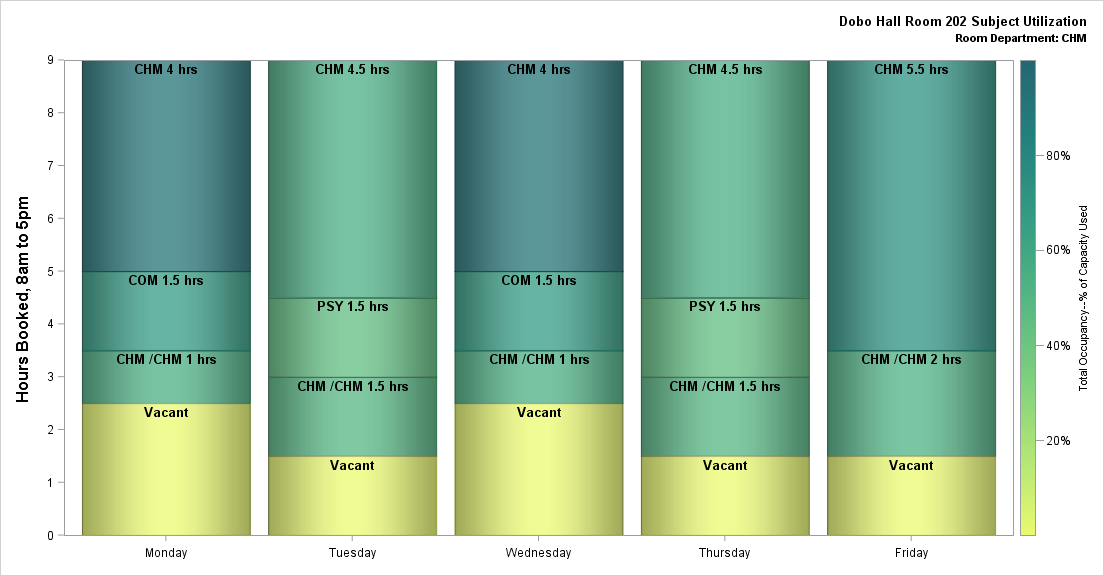 Dobo Hall Room 202 Subject Utilization
Room Department: CHM
Hours Booked, 8am to 5pm
9
8
7
6
5
4
3
2
1
0
CHM 4 hrs
COM 1.5 hrs
CHM /CHM 1 hrs
Vacant
CHM 4.5 hrs
PSY 1.5 hrs
CHM /CHM 1.5 hrs
Vacant
CHM 4 hrs
COM 1.5 hrs
CHM /CHM 1 hrs
Vacant
CHM 4.5 hrs
PSY 1.5 hrs
CHM /CHM 1.5 hrs
Vacant
CHM 5.5 hrs
CHM /CHM 2 hrs
Vacant
Monday
Tuesday
Wednesday
Thursday
Friday
80%
60%
40%
20%
Total Occupancy--% of Capacity Used